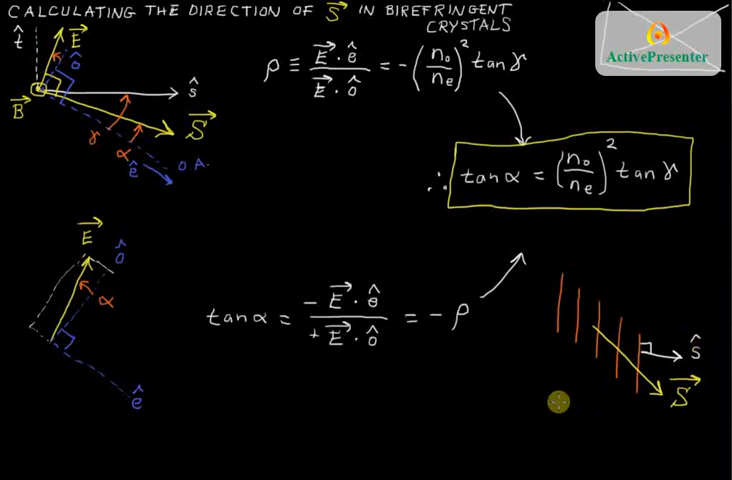 CALCULATING THE DIRECTION OF S IN BIREFRINGENT
CRYSTALS
ActivePresenter
t̂
E
ô
ŝ
B
S
γ
α
ê
O.A.
ρ ≡ E · ê / E · ô = - (n₀/nₑ)² tan γ
∴ tan α = (n₀/nₑ)² tan γ
E
ô
α
ê
tan α = - E · ê / + E · ô = - ρ
ŝ
S